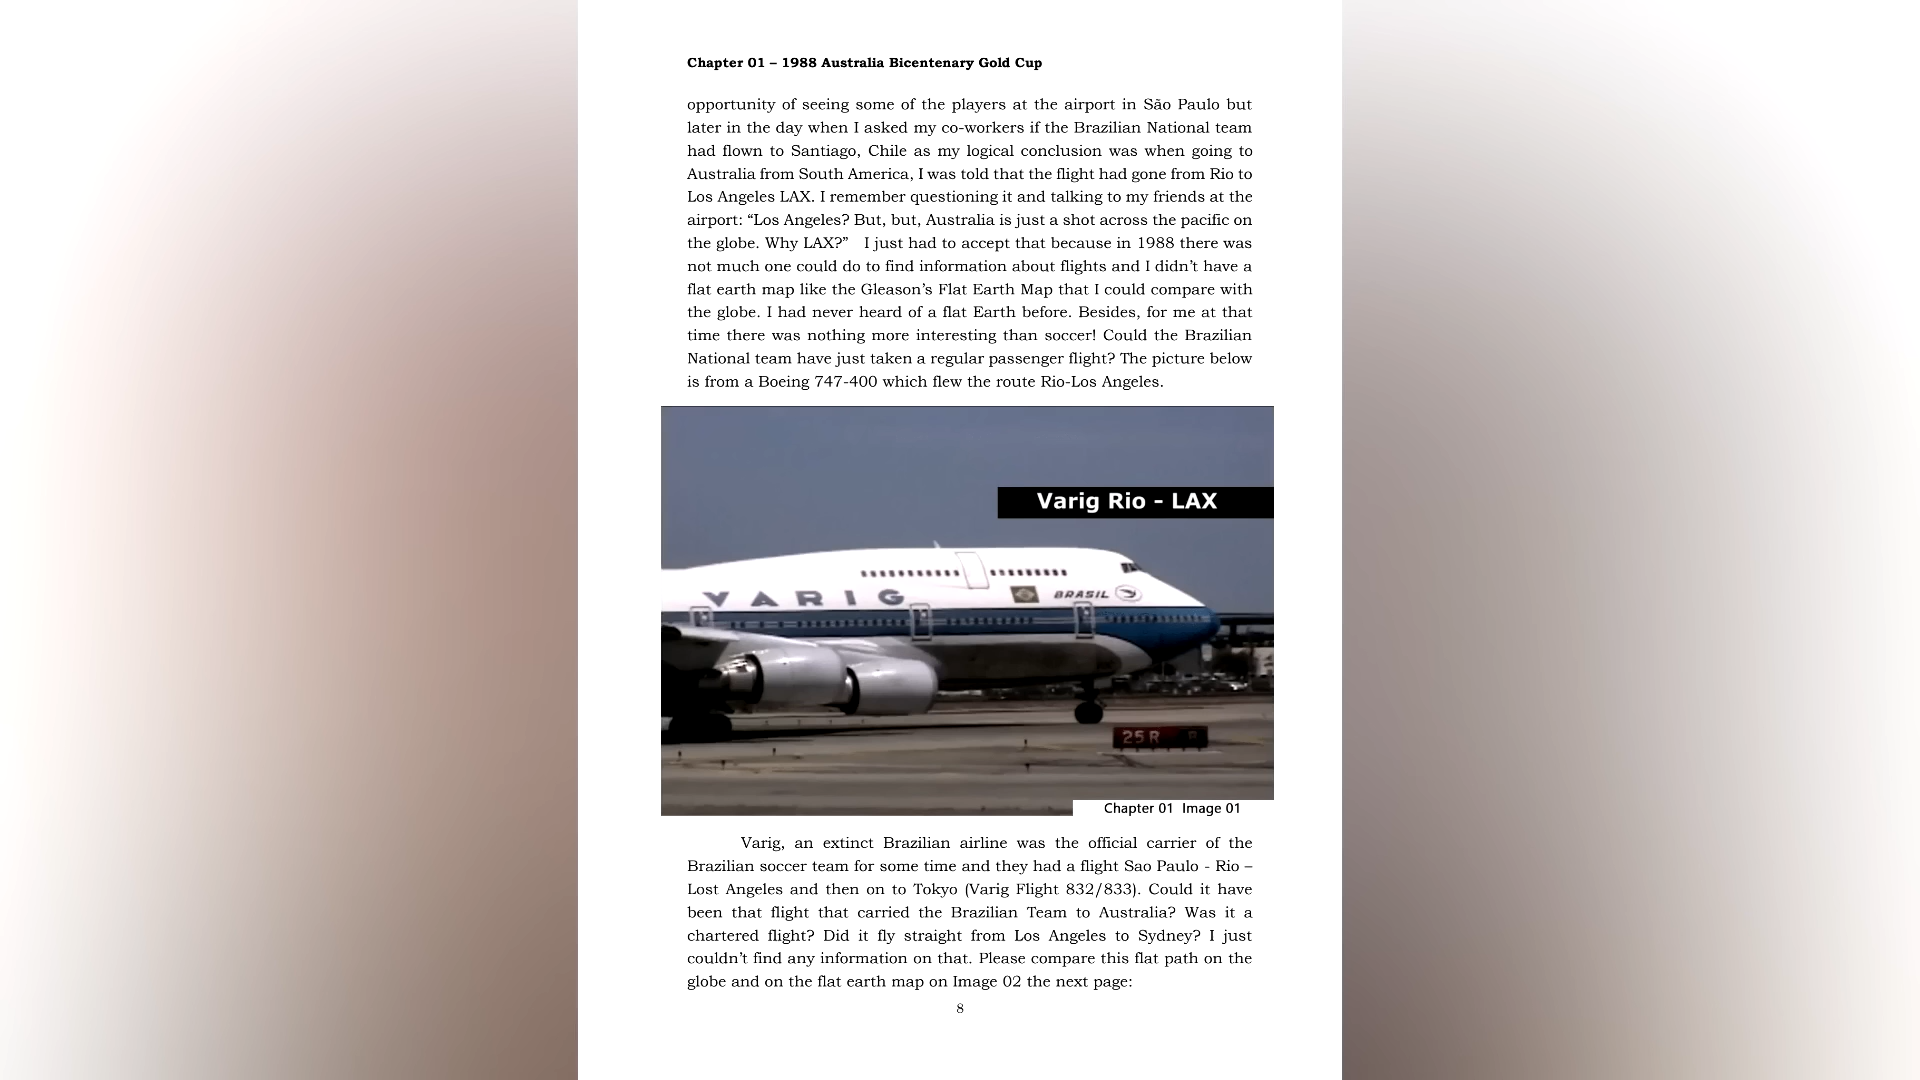 Chapter 01 – 1988 Australia Bicentenary Gold Cup
opportunity of seeing some of the players at the airport in São Paulo but
later in the day when I asked my co-workers if the Brazilian National team
had flown to Santiago, Chile as my logical conclusion was when going to
Australia from South America, I was told that the flight had gone from Rio to
Los Angeles LAX. I remember questioning it and talking to my friends at the
airport: “Los Angeles? But, but, Australia is just a shot across the pacific on
the globe. Why LAX?” I just had to accept that because in 1988 there was
not much one could do to find information about flights and I didn’t have a
flat earth map like the Gleason’s Flat Earth Map that I could compare with
the globe. I had never heard of a flat Earth before. Besides, for me at that
time there was nothing more interesting than soccer! Could the Brazilian
National team have just taken a regular passenger flight? The picture below
is from a Boeing 747-400 which flew the route Rio-Los Angeles.
Varig Rio - LAX
VARIG
BRASIL
25 R
Chapter 01 Image 01
Varig, an extinct Brazilian airline was the official carrier of the
Brazilian soccer team for some time and they had a flight Sao Paulo - Rio –
Lost Angeles and then on to Tokyo (Varig Flight 832/833). Could it have
been that flight that carried the Brazilian Team to Australia? Was it a
chartered flight? Did it fly straight from Los Angeles to Sydney? I just
couldn’t find any information on that. Please compare this flat path on the
globe and on the flat earth map on Image 02 the next page:
8